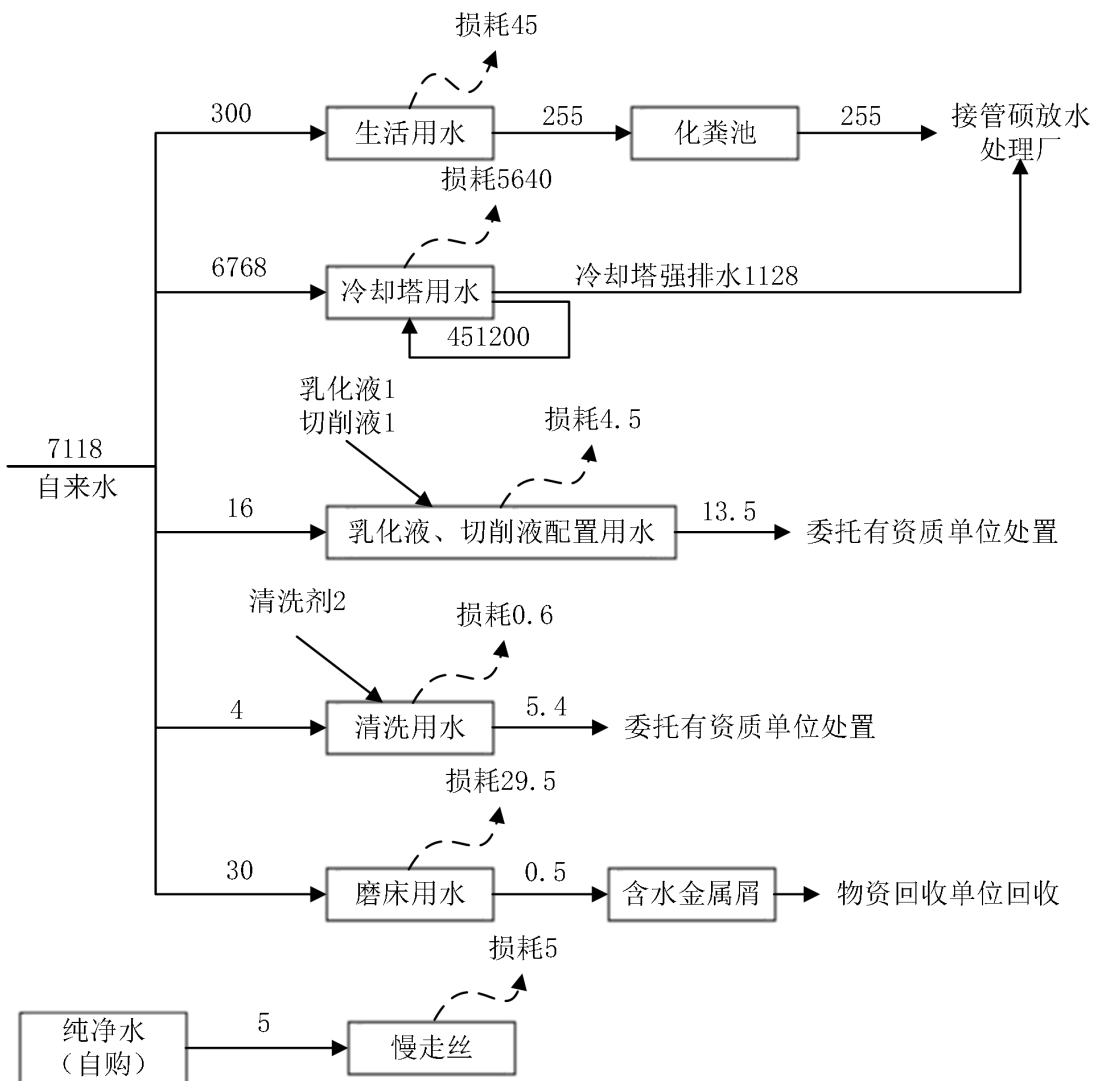 损耗45
300
生活用水
255
化粪池
255
接管硕放水
处理厂
损耗5640
6768
冷却塔用水
冷却塔强排水1128
451200
乳化液1
切削液1
损耗4.5
7118
自来水
16
乳化液、切削液配置用水
13.5
委托有资质单位处置
清洗剂2
损耗0.6
4
清洗用水
5.4
委托有资质单位处置
损耗29.5
30
磨床用水
0.5
含水金属屑
物资回收单位回收
损耗5
纯净水
（自购）
5
慢走丝